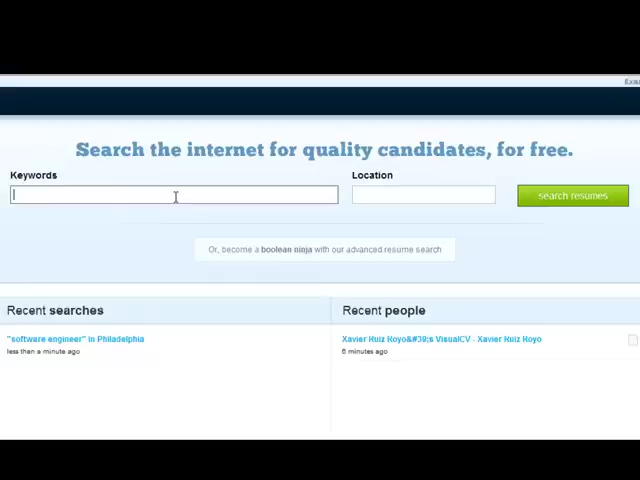 Search the internet for quality candidates, for free.
Keywords
Location
search resumes
Or, become a boolean ninja with our advanced resume search
Recent searches
Recent people
"software engineer" in Philadelphia
less than a minute ago
Xavier Ruiz Royo&#39;s VisualCV - Xavier Ruiz Royo
6 minutes ago